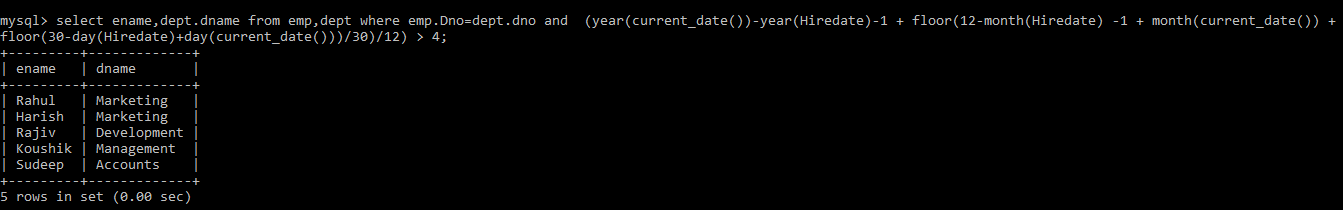 mysql> select ename,dept.dname from emp,dept where emp.Dno=dept.dno and  (year(current_date())-year(Hiredate)-1 + floor(12-month(Hiredate) -1 + month(current_date()) +
floor(30-day(Hiredate)+day(current_date()))/30)/12) > 4;
+---------+-------------+
| ename   | dname       |
+---------+-------------+
| Rahul   | Marketing   |
| Harish  | Marketing   |
| Rajiv   | Development |
| Koushik | Management  |
| Sudeep  | Accounts    |
+---------+-------------+
5 rows in set (0.00 sec)